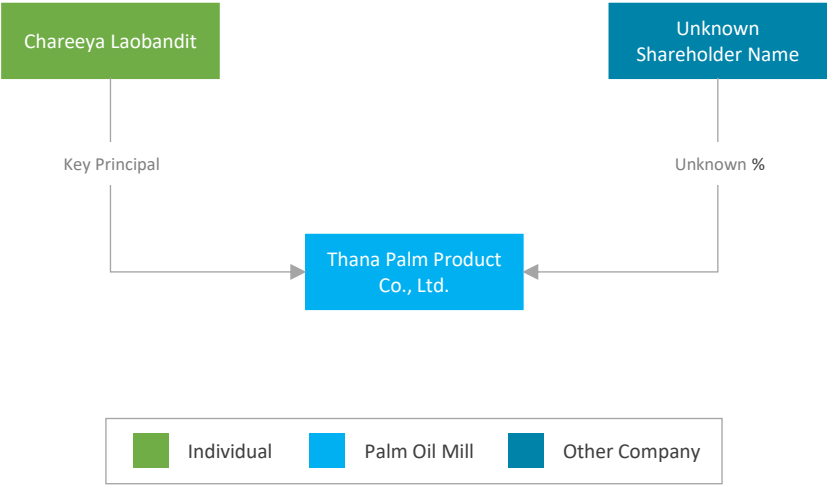 Chareeya Laobandit
Unknown
Shareholder Name
Key Principal
Unknown %
Thana Palm Product
Co., Ltd.
Individual
Palm Oil Mill
Other Company